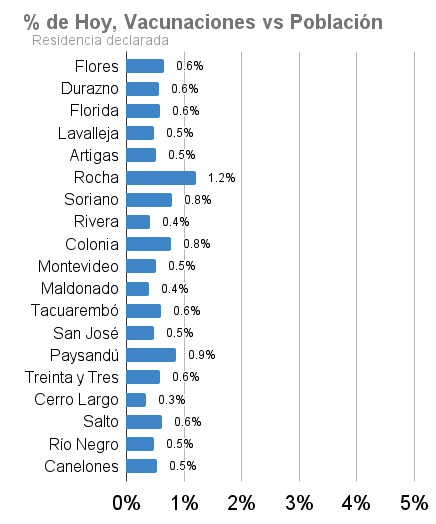 % de Hoy, Vacunaciones vs Población
Residencia declarada
Flores 0.6%
Durazno 0.6%
Florida 0.6%
Lavalleja 0.5%
Artigas 0.5%
Rocha 1.2%
Soriano 0.8%
Rivera 0.4%
Colonia 0.8%
Montevideo 0.5%
Maldonado 0.4%
Tacuarembó 0.6%
San José 0.5%
Paysandú 0.9%
Treinta y Tres 0.6%
Cerro Largo 0.3%
Salto 0.6%
Río Negro 0.5%
Canelones 0.5%
0% 1% 2% 3% 4% 5%